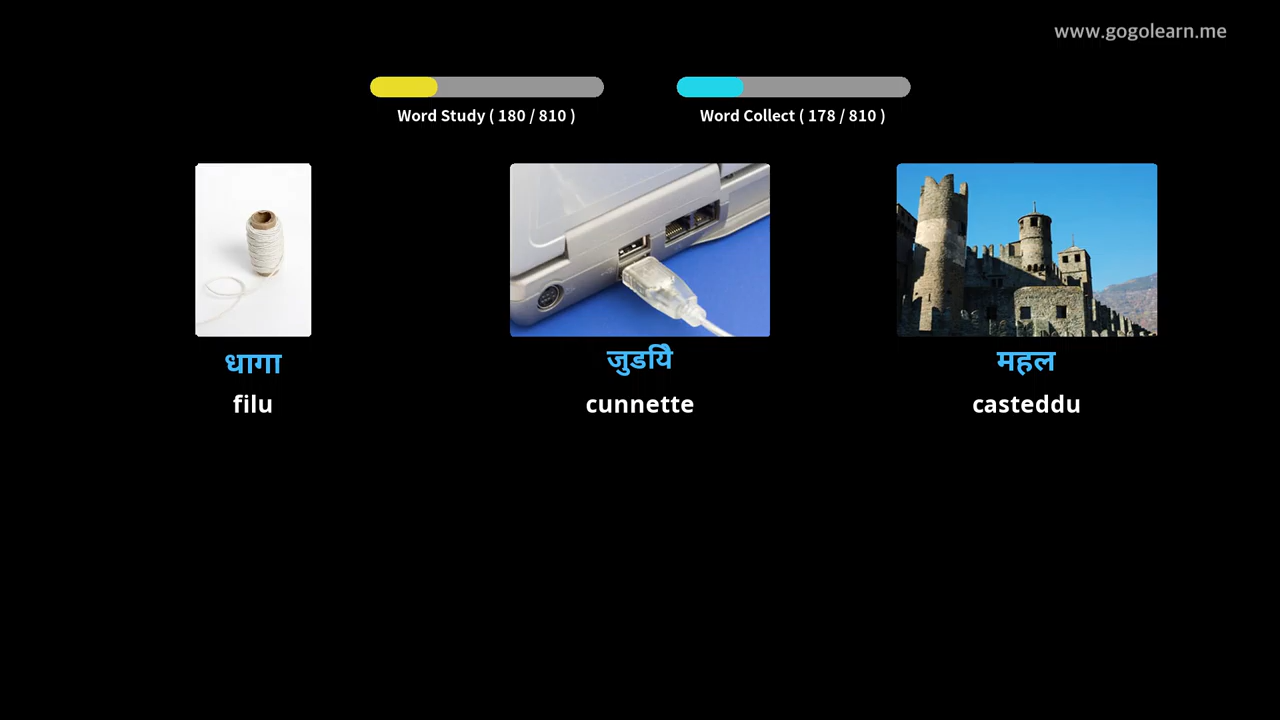 www.gogolearn.me
Word Study ( 180 / 810 )
Word Collect ( 178 / 810 )
धागा
जुडिये
महल
filu
cunnette
casteddu